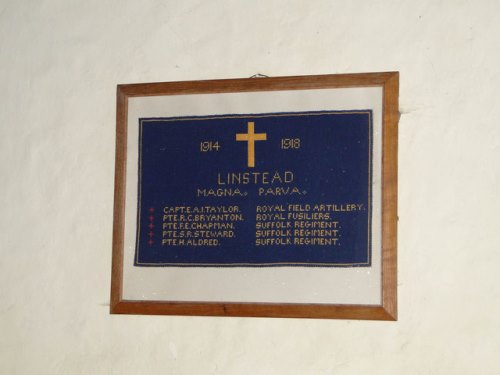 1914 1918
LINSTEAD
MAGNA. PARVA.
CAPT.E.A.J.TAYLOR. ROYAL FIELD ARTILLERY.
PTE.R.C.BRYANTON. ROYAL FUSILIERS.
PTE.F.E.CHAPMAN. SUFFOLK REGIMENT.
PTE.S.R.STEWARD. SUFFOLK REGIMENT.
PTE.H.ALDRED. SUFFOLK REGIMENT.